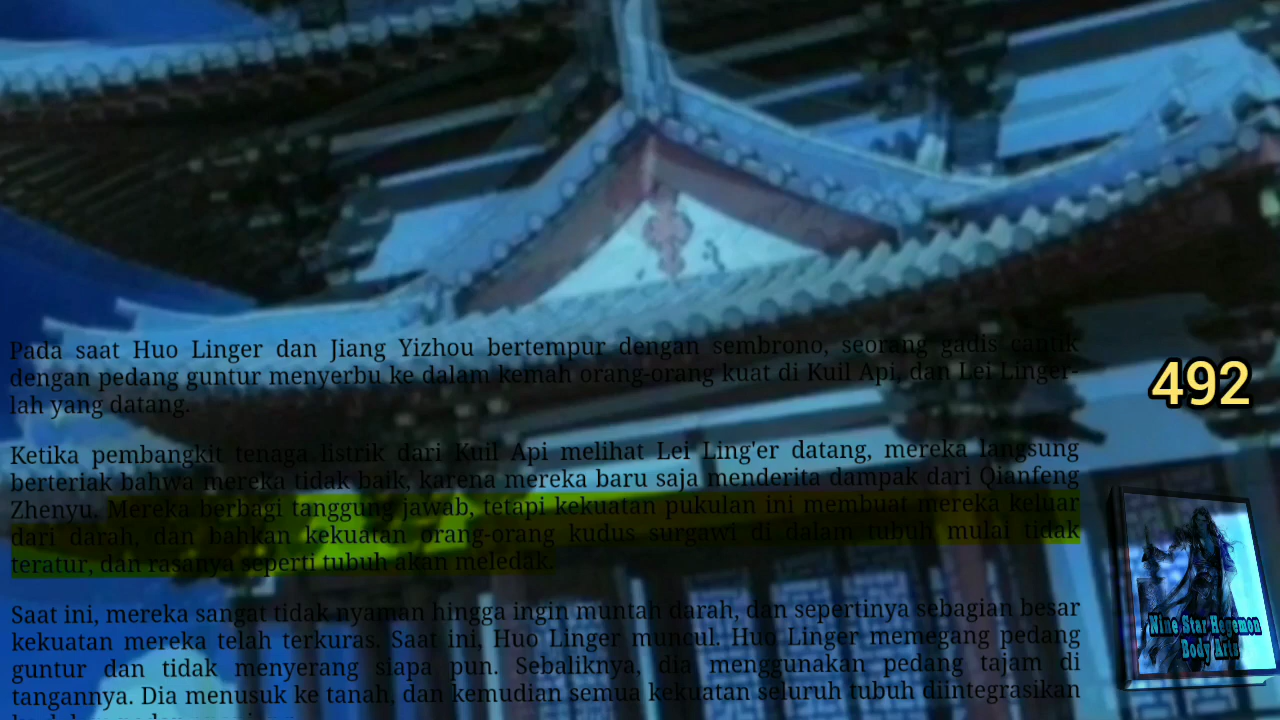 Pada saat Huo Linger dan Jiang Yizhou bertempur dengan sembrono, seorang gadis cantik
dengan pedang guntur menyerbu ke dalam kemah orang-orang kuat di Kuil Api, dan Lei Linger-
lah yang datang.
492
Ketika pembangkit tenaga listrik dari Kuil Api melihat Lei Ling'er datang, mereka langsung
berteriak bahwa mereka tidak baik, karena mereka baru saja menderita dampak dari Qianfeng
Zhenyu. Mereka berbagi tanggung jawab, tetapi kekuatan pukulan ini membuat mereka keluar
dari darah, dan bahkan kekuatan orang-orang kudus surgawi di dalam tubuh mulai tidak
teratur, dan rasanya seperti tubuh akan meledak.
Saat ini, mereka sangat tidak nyaman hingga ingin muntah darah, dan sepertinya sebagian besar
kekuatan mereka telah terkuras. Saat ini, Huo Linger muncul. Huo Linger memegang pedang
guntur dan tidak menyerang siapa pun. Sebaliknya, dia menggunakan pedang tajam di
tangannya. Dia menusuk ke tanah, dan kemudian semua kekuatan seluruh tubuh diintegrasikan
Nine Star Hegemon
Body Arts